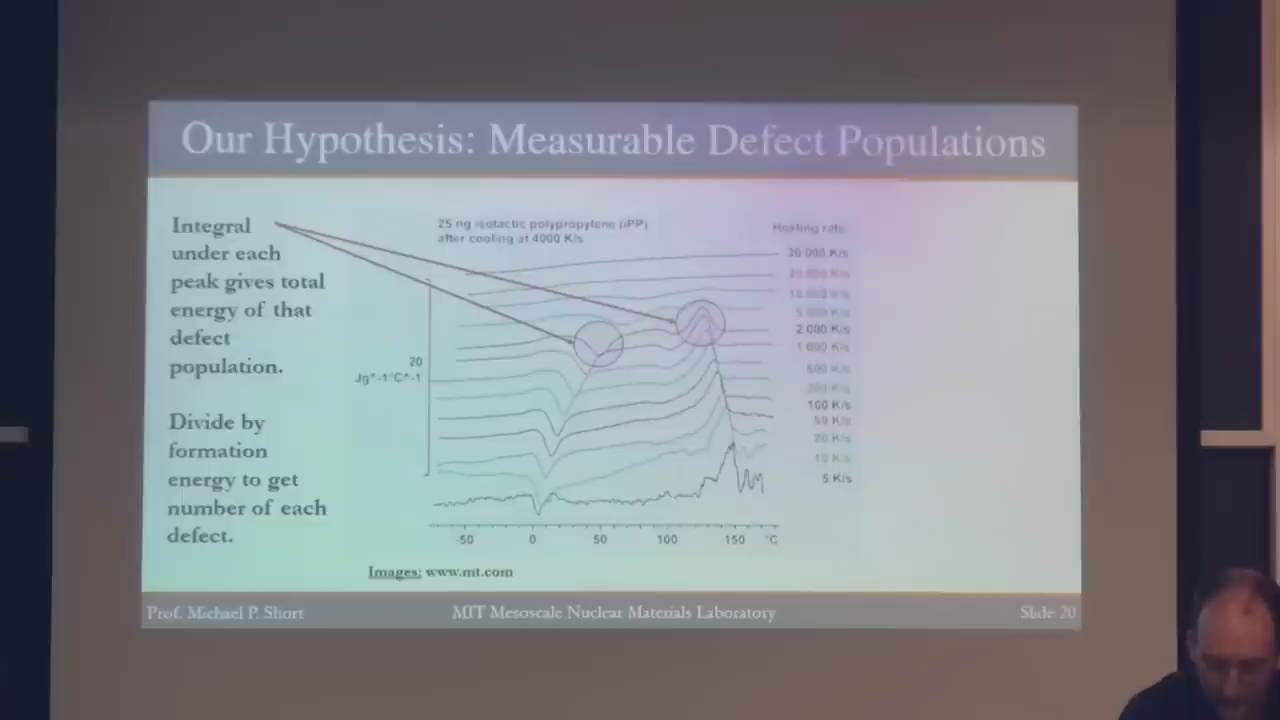 Our Hypothesis: Measurable Defect Populations
Integral
under each
peak gives total
energy of that
defect
population.
Divide by
formation
energy to get
number of each
defect.
25 ng isotactic polypropylene (iPP)
after cooling at 4000 K/s
Heating rate:
20 000 K/s
10 000 K/s
5 000 K/s
2 000 K/s
1 000 K/s
500 K/s
200 K/s
100 K/s
50 K/s
20 K/s
10 K/s
5 K/s
20
Jg^-1°C^-1
-50 0 50 100 150 °C
Images: www.mt.com
Prof. Michael P. Short
MIT Mesoscale Nuclear Materials Laboratory
Slide 20